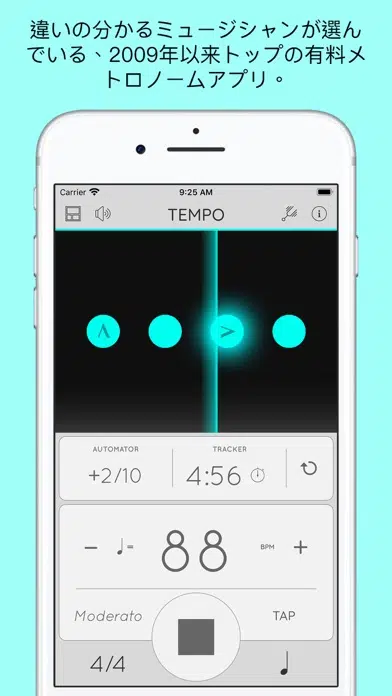 違いの分かるミュージシャンが選ん
でいる、2009年以来トップの有料メ
トロノームアプリ。
Carrier 9:25 AM
TEMPO
AUTOMATOR TRACKER
+2/10 4:56
− ♩= 88 BPM +
Moderato TAP
4/4